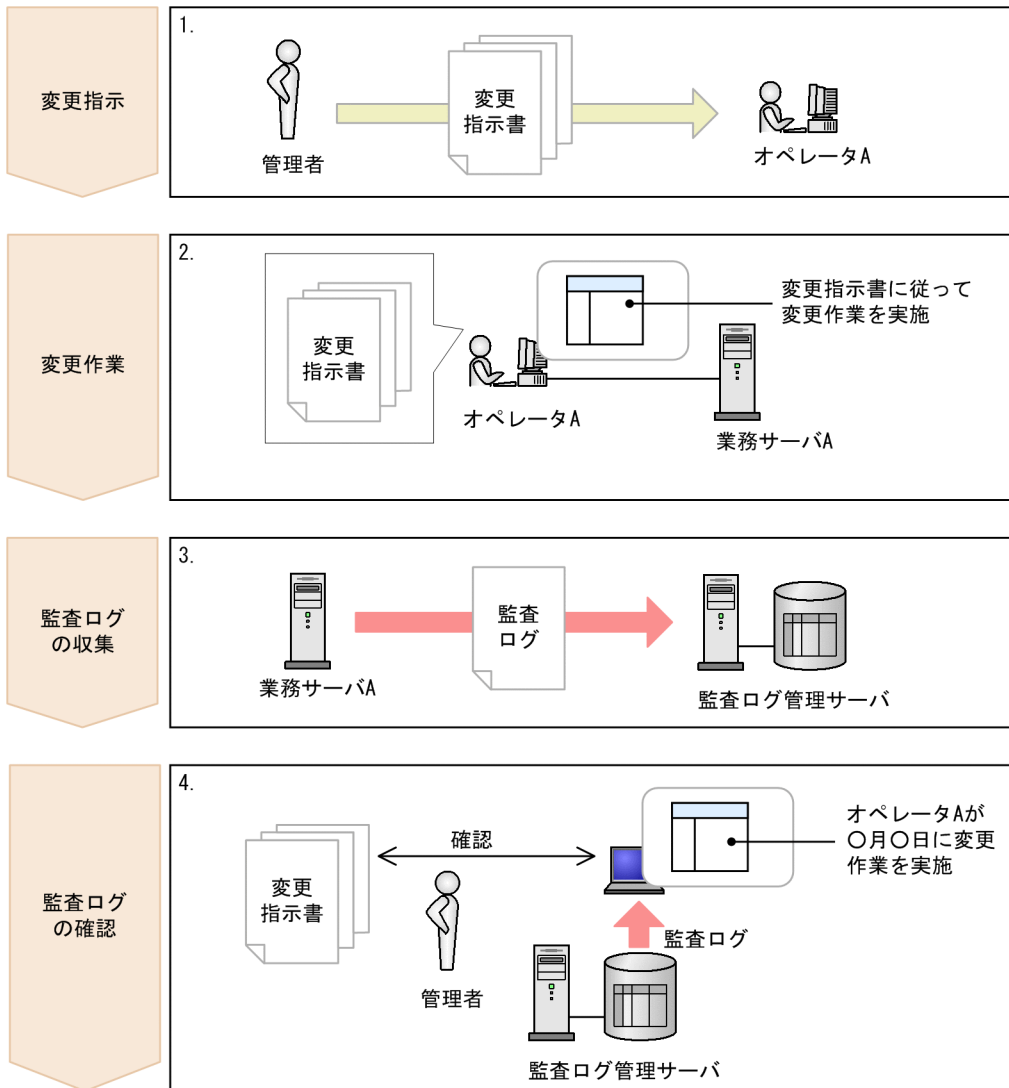 変更指示
1.
変更
指示書
管理者
オペレータA
変更作業
2.
変更
指示書
オペレータA
変更指示書に従って
変更作業を実施
業務サーバA
監査ログ
の収集
3.
監査
ログ
業務サーバA
監査ログ管理サーバ
監査ログ
の確認
4.
変更
指示書
確認
管理者
オペレータAが
〇月〇日に変更
作業を実施
監査ログ
監査ログ管理サーバ